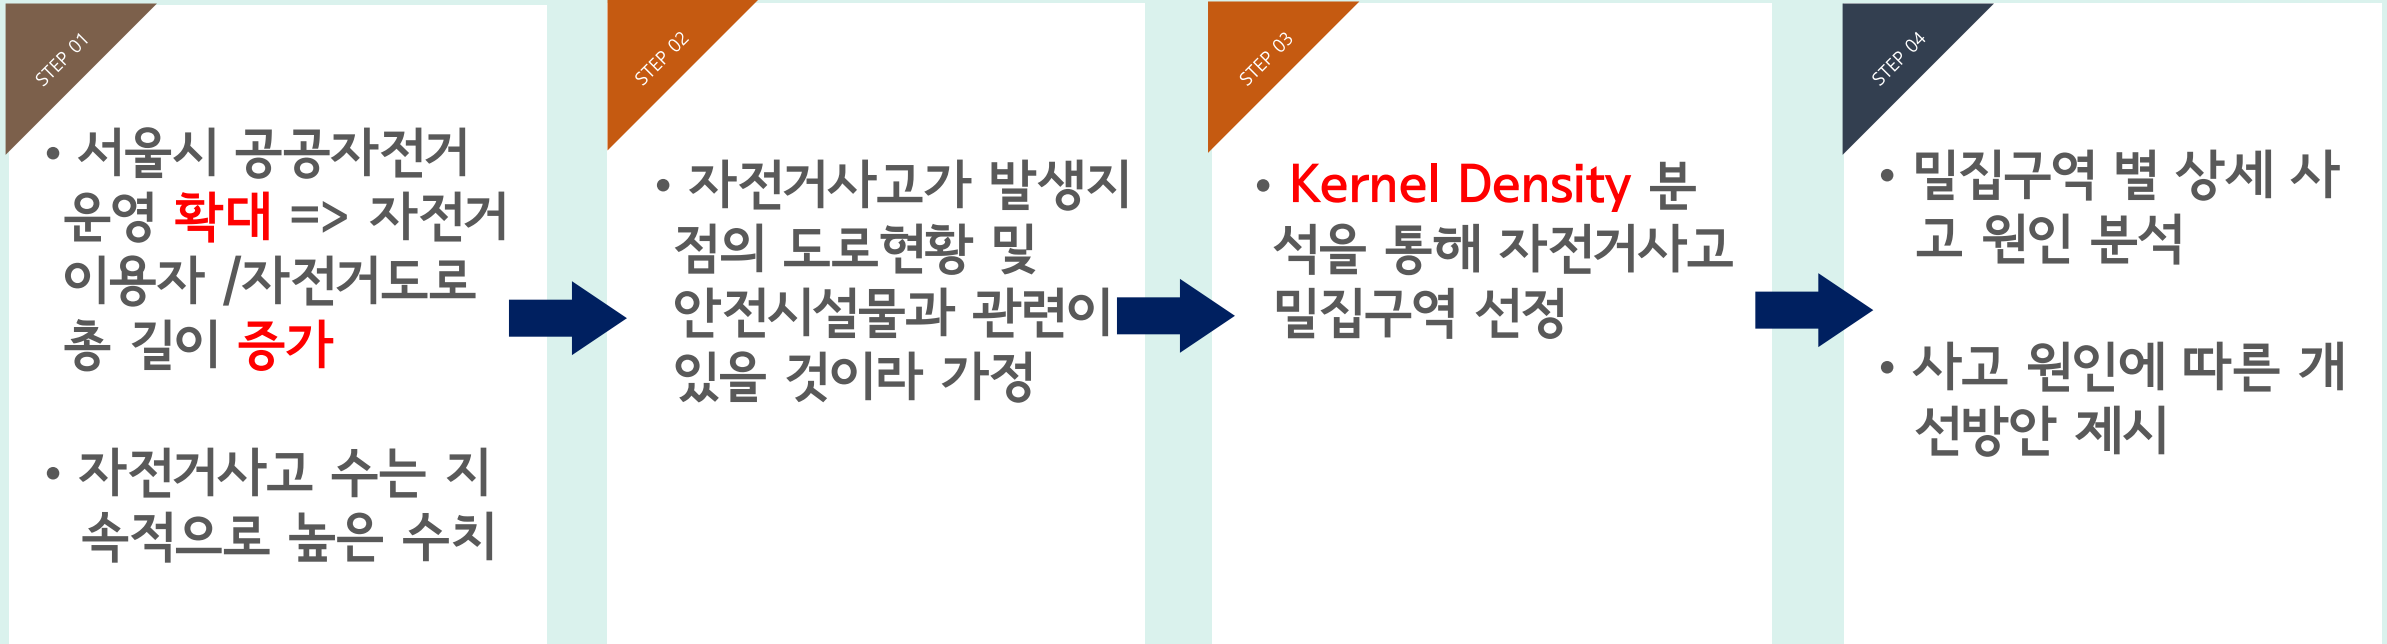 STEP 01
• 서울시 공공자전거
운영 확대 => 자전거
이용자 /자전거도로
총 길이 증가
• 자전거사고 수는 지
속적으로 높은 수치
STEP 02
• 자전거사고가 발생지
점의 도로현황 및
안전시설물과 관련이
있을 것이라 가정
STEP 03
• Kernel Density 분
석을 통해 자전거사고
밀집구역 선정
STEP 04
• 밀집구역 별 상세 사
고 원인 분석
• 사고 원인에 따른 개
선방안 제시